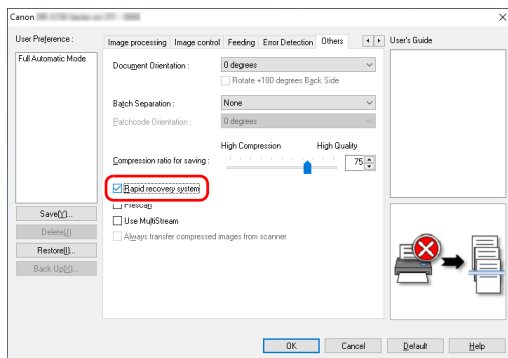 Canon
User Preference :
Full Automatic Mode
Save(Y)...
Delete(J)
Restore(I)...
Back Up(X)...
Image processing Image control Feeding Error Detection Others
Document Orientation : 0 degrees
Rotate +180 degrees Back Side
Batch Separation : None
Patchcode Orientation : 0 degrees
High Compression High Quality
Compression ratio for saving : 75
Rapid recovery system
Prescan
Use MultiStream
Always transfer compressed images from scanner
User's Guide
OK Cancel Default Help